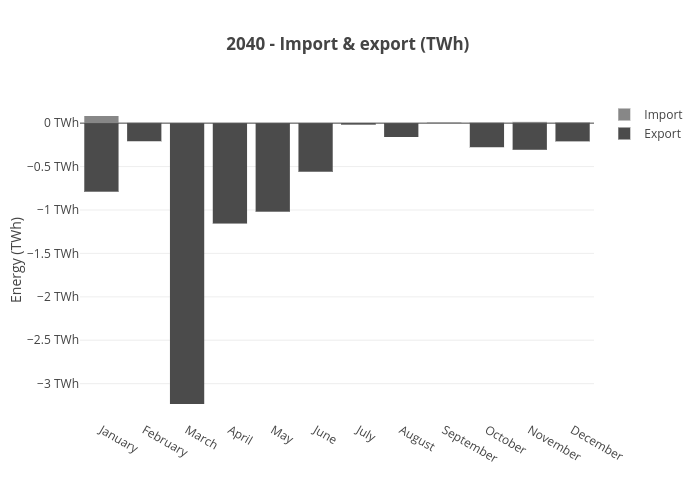 2040 - Import & export (TWh)
Import
Export
Energy (TWh)
0 TWh
−0.5 TWh
−1 TWh
−1.5 TWh
−2 TWh
−2.5 TWh
−3 TWh
January
February
March
April
May
June
July
August
September
October
November
December